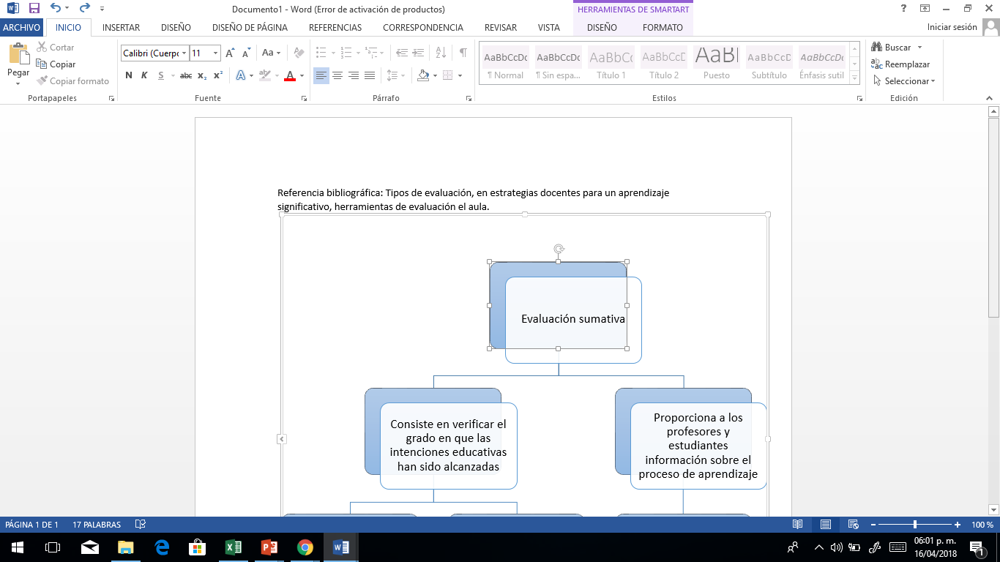 Documento1 - Word (Error de activación de productos)
HERRAMIENTAS DE SMARTART
?
ARCHIVO INICIO INSERTAR DISEÑO DISEÑO DE PÁGINA REFERENCIAS CORRESPONDENCIA REVISAR VISTA DISEÑO FORMATO Iniciar sesión
Pegar
Cortar
Copiar
Copiar formato
Portapapeles
Calibri (Cuerpo 11
Aa
N K S abc x₂ x²
A A
Fuente
Párrafo
AaBbCcDc AaBbCcDc AaBbCc AaBbCcD AaBl AaBbCcD AaBbCcDc
¶ Normal ¶ Sin espa... Título 1 Título 2 Puesto Subtítulo Énfasis sutil
Estilos
Buscar
Reemplazar
Seleccionar
Edición
Referencia bibliográfica: Tipos de evaluación, en estrategias docentes para un aprendizaje
significativo, herramientas de evaluación el aula.
Evaluación sumativa
Consiste en verificar el
grado en que las
intenciones educativas
han sido alcanzadas
Proporciona a los
profesores y
estudiantes
información sobre el
proceso de aprendizaje
PÁGINA 1 DE 1 17 PALABRAS
100 %
06:01 p. m.
16/04/2018
1